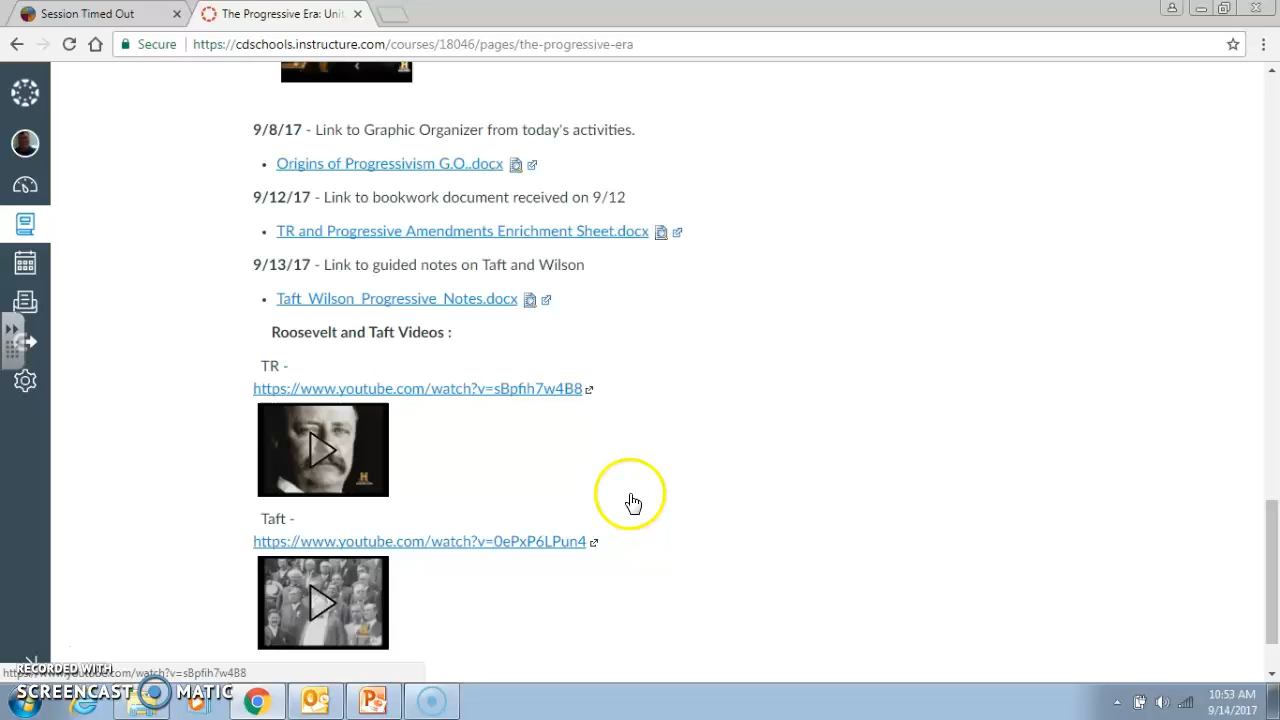 Session Timed Out
The Progressive Era: Uni
Secure
https://cdschools.instructure.com/courses/18046/pages/the-progressive-era
9/8/17 - Link to Graphic Organizer from today's activities.
Origins of Progressivism G.O..docx
9/12/17 - Link to bookwork document received on 9/12
TR and Progressive Amendments Enrichment Sheet.docx
9/13/17 - Link to guided notes on Taft and Wilson
Taft_Wilson_Progressive_Notes.docx
Roosevelt and Taft Videos :
TR -
https://www.youtube.com/watch?v=sBpfih7w4B8
Taft -
https://www.youtube.com/watch?v=0ePxP6LPun4
https://www.youtube.com/watch?v=sBpfih7w4B8
RECORDED WITH
SCREENCAST MATIC
10:53 AM
9/14/2017